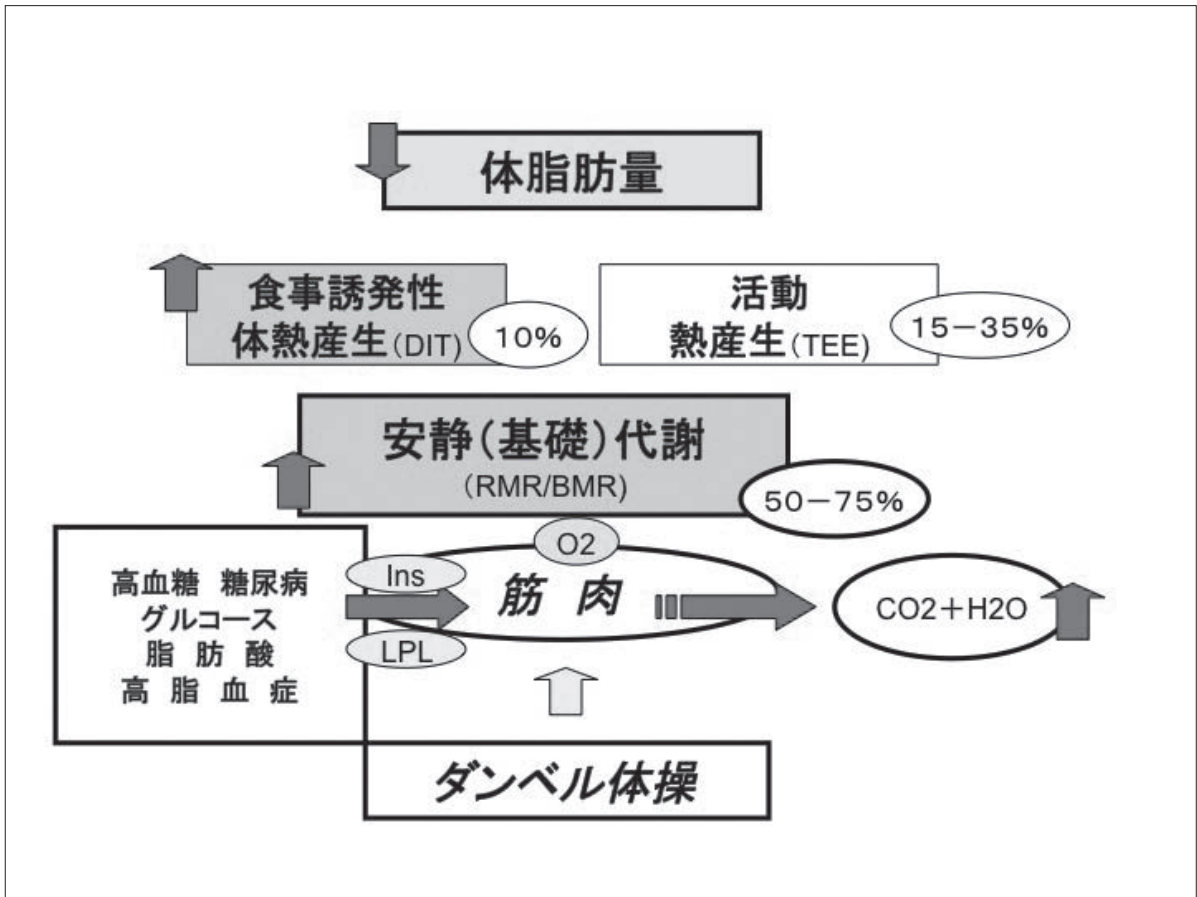 体脂肪量
食事誘発性
体熱産生(DIT)
10%
活動
熱産生(TEE)
15－35%
安静(基礎)代謝
(RMR/BMR)
50－75%
高血糖 糖尿病
グルコース
脂 肪 酸
高 脂 血 症
Ins
LPL
O2
筋 肉
CO2＋H2O
ダンベル体操